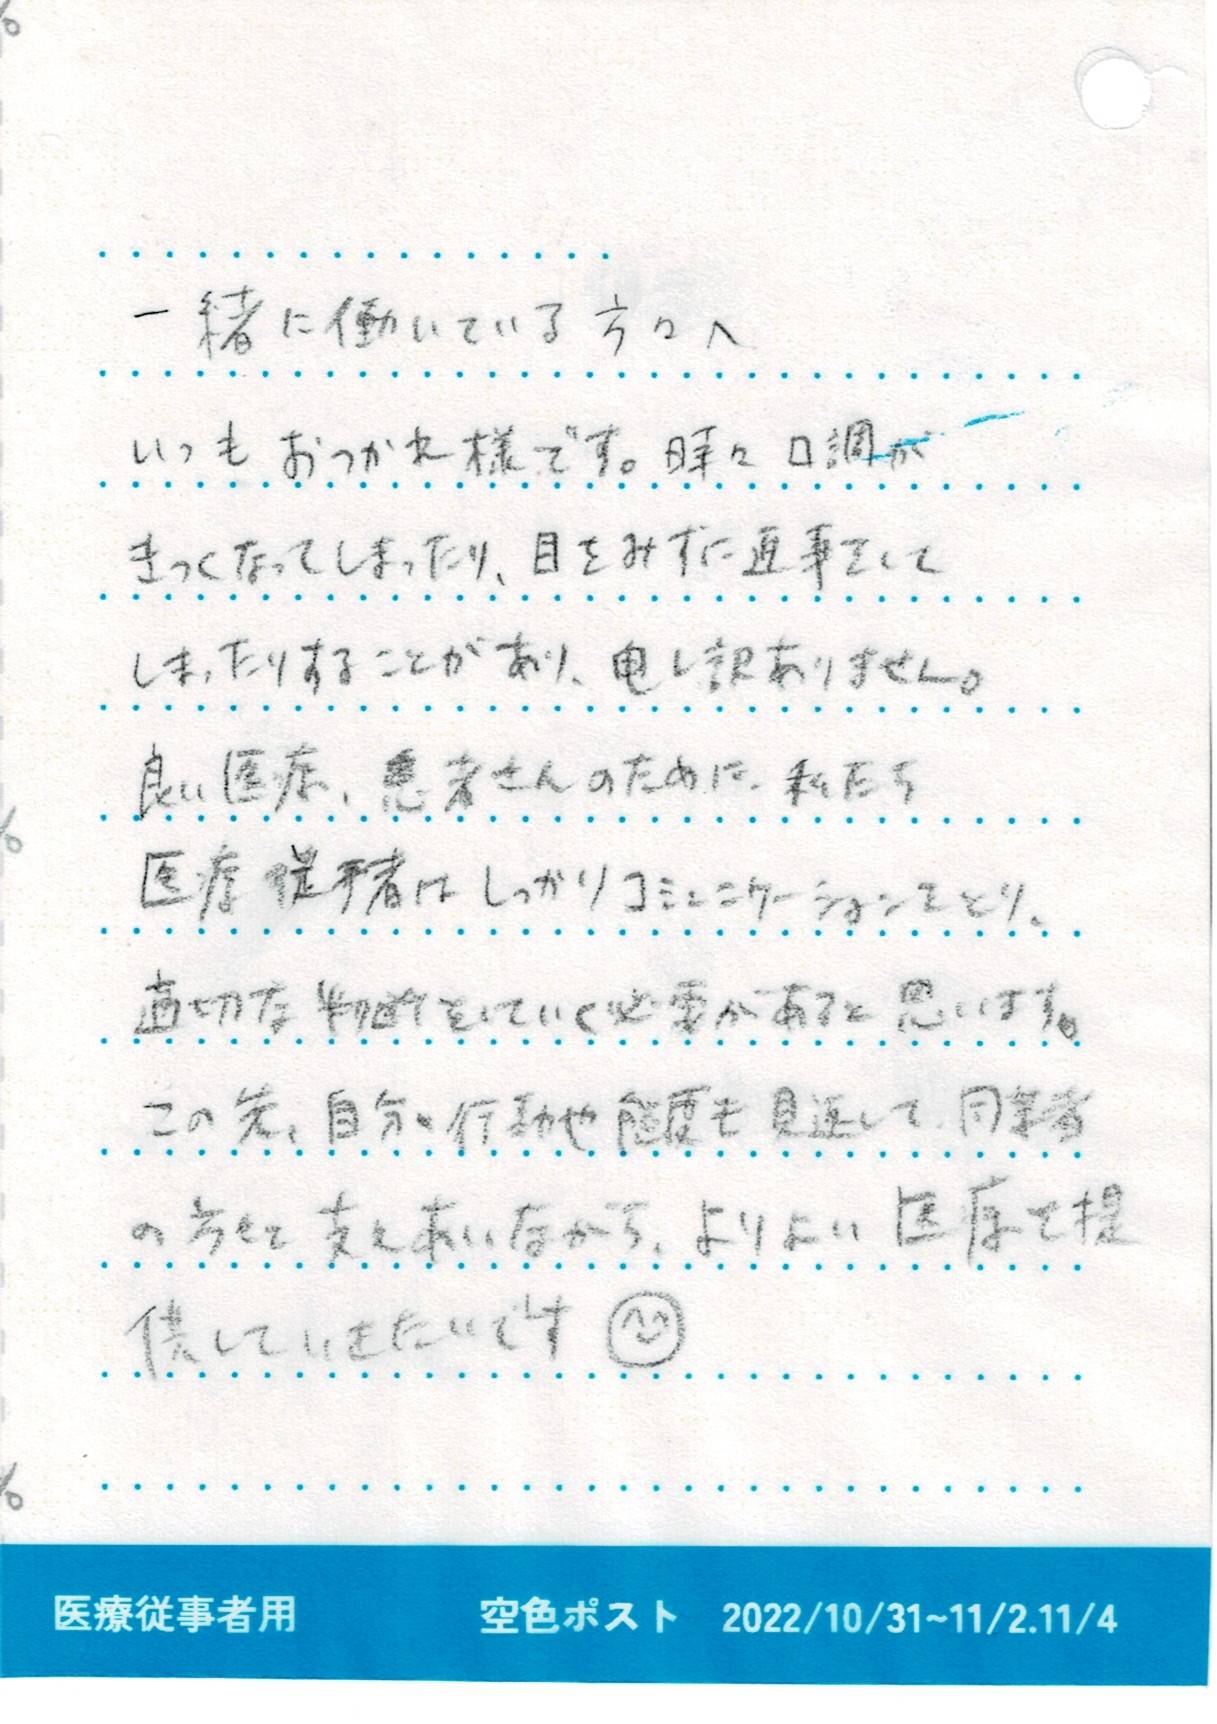 一緒に働いている方々へ
いつもおつかれ様です。時々口調が
きつくなってしまったり、目をみずに返事をして
しまったりすることがあり、申し訳ありません。
良い医療、患者さんのために、私たち
医療従事者はしっかりコミュニケーションをとり、
適切な判断をしていく必要があると思います。
この先、自分の行動や態度も見返して、同業者
の方々と支えあいながら、よりよい医療を提
供していきたいです
医療従事者用 空色ポスト 2022/10/31~11/2.11/4